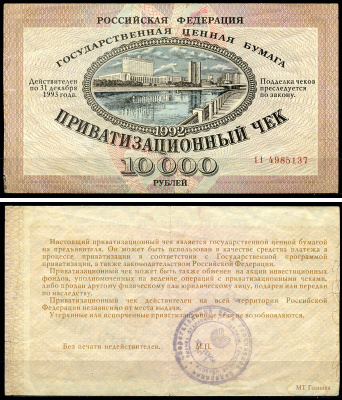 РОССИЙСКАЯ ФЕДЕРАЦИЯ
ГОСУДАРСТВЕННАЯ ЦЕННАЯ БУМАГА
Действителен
по 31 декабря
1993 года.
Подделка чеков
преследуется
по закону.
1992
ПРИВАТИЗАЦИОННЫЙ ЧЕК
10 000
РУБЛЕЙ
11 4985137
Настоящий приватизационный чек является государственной ценной бумагой
на предъявителя. Он может быть использован в качестве средства платежа в
процессе приватизации в соответствии с Государственной программой
приватизации, а также законодательством Российской Федерации.
Приватизационный чек может быть также обменен на акции инвестиционных
фондов, уполномоченных на ведение операций с приватизационными чеками,
либо продан другому физическому или юридическому лицу, подарен или передан
по наследству.
Приватизационный чек действителен на всей территории Российской
Федерации независимо от места выдачи.
Утерянные или испорченные приватизационные чеки не возобновляются.
Без печати недействителен.
М.П.
МТ Гознака